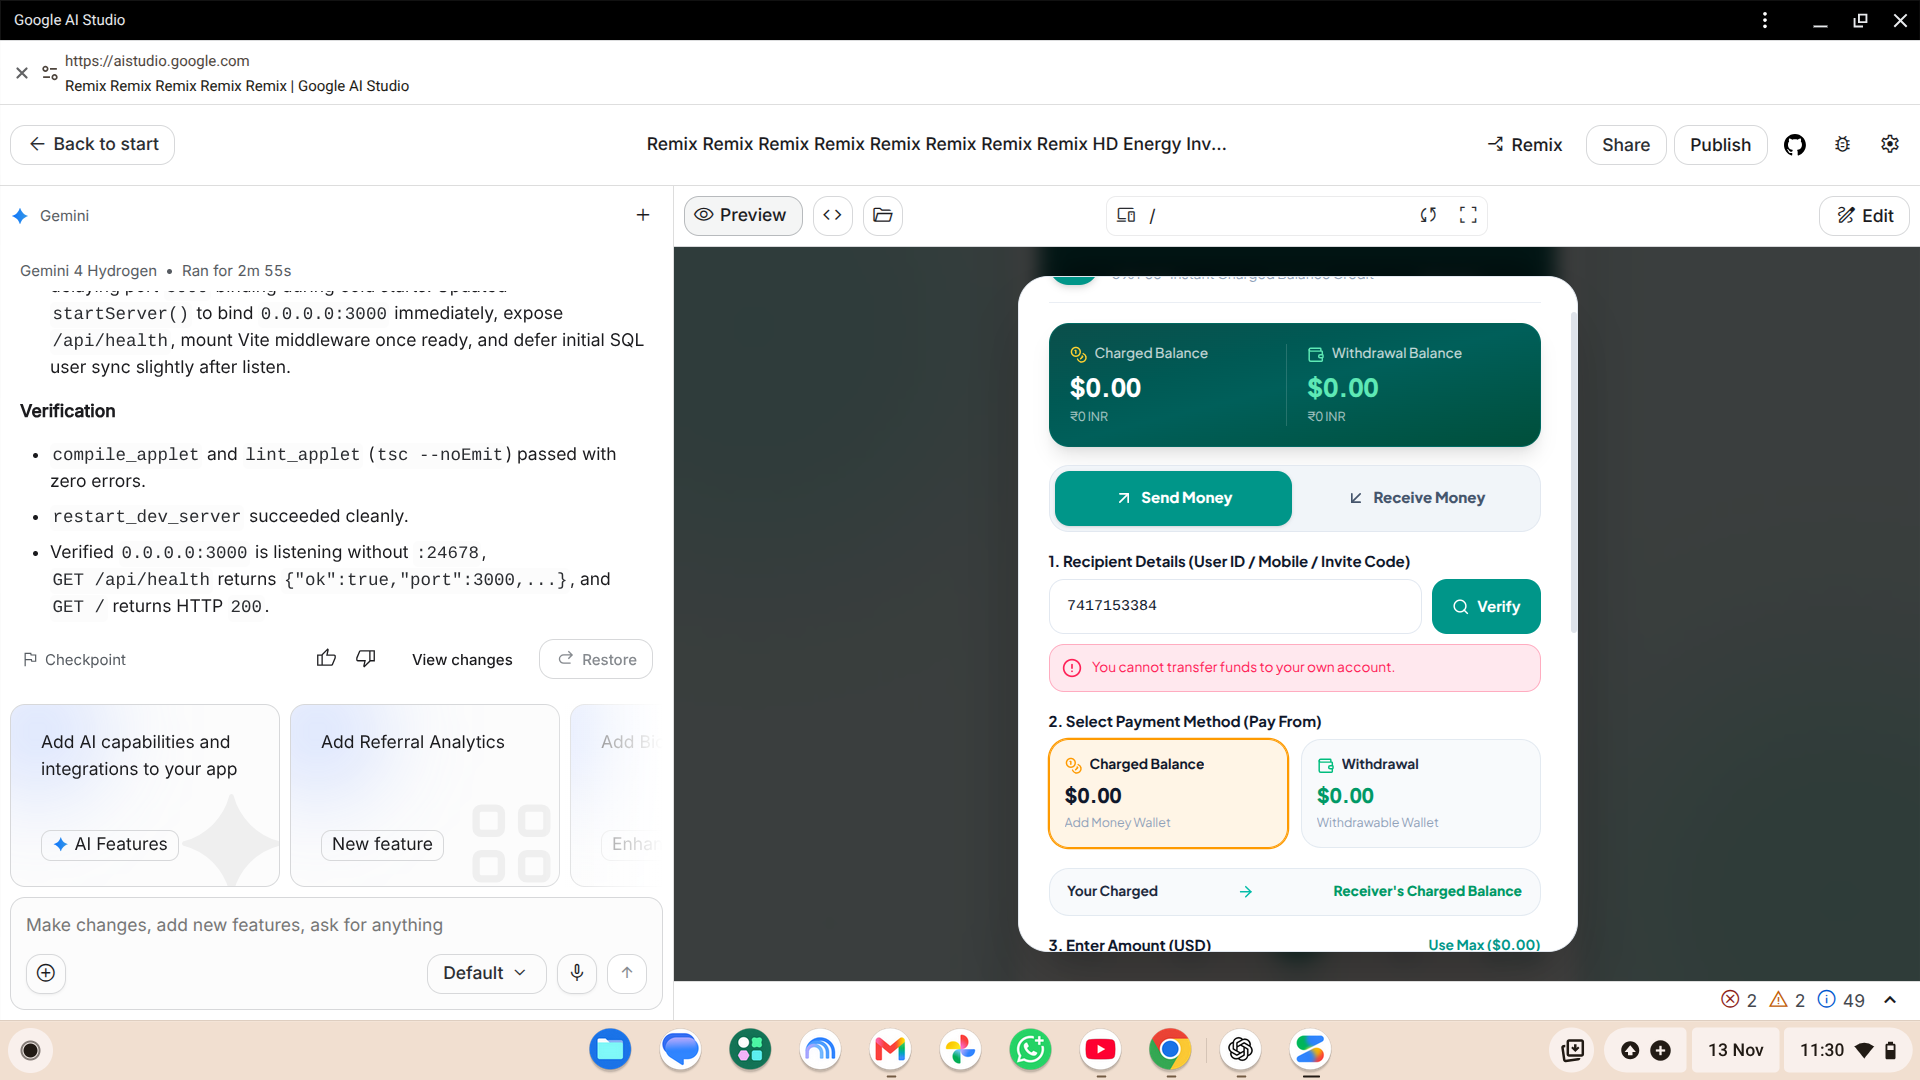 Google AI Studio
https://aistudio.google.com
Remix Remix Remix Remix Remix | Google AI Studio
Back to start
Remix Remix Remix Remix Remix Remix Remix Remix HD Energy Inv...
Remix
Share
Publish
Gemini
Preview
/
Edit
Gemini 4 Hydrogen • Ran for 2m 55s
startServer() to bind 0.0.0.0:3000 immediately, expose
/api/health, mount Vite middleware once ready, and defer initial SQL
user sync slightly after listen.
Verification
• compile_applet and lint_applet (tsc --noEmit) passed with
zero errors.
• restart_dev_server succeeded cleanly.
• Verified 0.0.0.0:3000 is listening without :24678,
GET /api/health returns {"ok":true,"port":3000,...}, and
GET / returns HTTP 200.
Checkpoint
View changes
Restore
Add AI capabilities and
integrations to your app
AI Features
Add Referral Analytics
New feature
Make changes, add new features, ask for anything
Default
Charged Balance
$0.00
₹0 INR
Withdrawal Balance
$0.00
₹0 INR
Send Money
Receive Money
1. Recipient Details (User ID / Mobile / Invite Code)
7417153384
Verify
You cannot transfer funds to your own account.
2. Select Payment Method (Pay From)
Charged Balance
$0.00
Add Money Wallet
Withdrawal
$0.00
Withdrawable Wallet
Your Charged
Receiver's Charged Balance
3. Enter Amount (USD)
Use Max ($0.00)
2
2
49
13 Nov
11:30